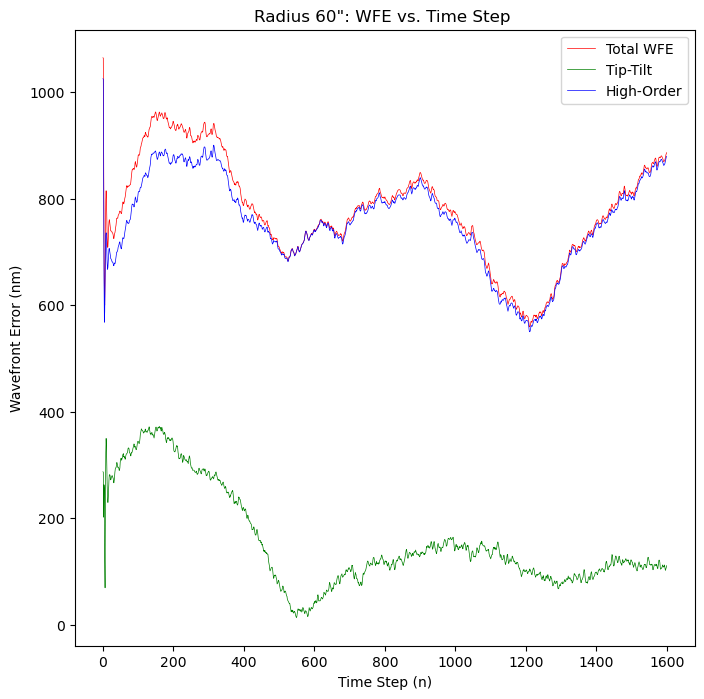 Radius 60": WFE vs. Time Step
Total WFE
Tip-Tilt
High-Order
Wavefront Error (nm)
1000
800
600
400
200
0
0 200 400 600 800 1000 1200 1400 1600
Time Step (n)